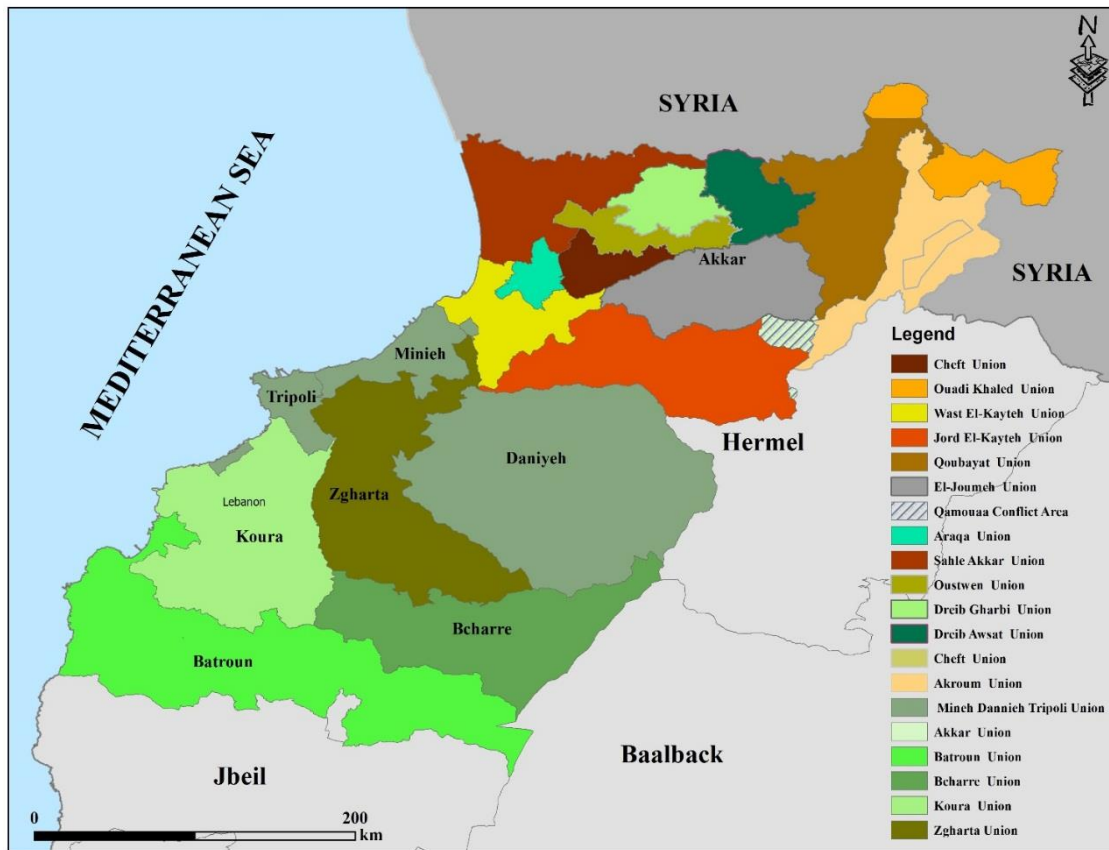 N
SYRIA
MEDITERRANEAN SEA
Akkar
SYRIA
Minieh
Tripoli
Daniyeh
Hermel
Zgharta
Lebanon
Koura
Bcharre
Batroun
Baalback
Jbeil
0 200
km
Legend
Cheft Union
Ouadi Khaled Union
Wast El-Kayteh Union
Jord El-Kayteh Union
Qoubayat Union
El-Joumeh Union
Qamouaa Conflict Area
Araqa Union
Sahle Akkar Union
Oustwen Union
Dreib Gharbi Union
Dreib Awsat Union
Cheft Union
Akroum Union
Mineh Dannieh Tripoli Union
Akkar Union
Batroun Union
Bcharre Union
Koura Union
Zgharta Union